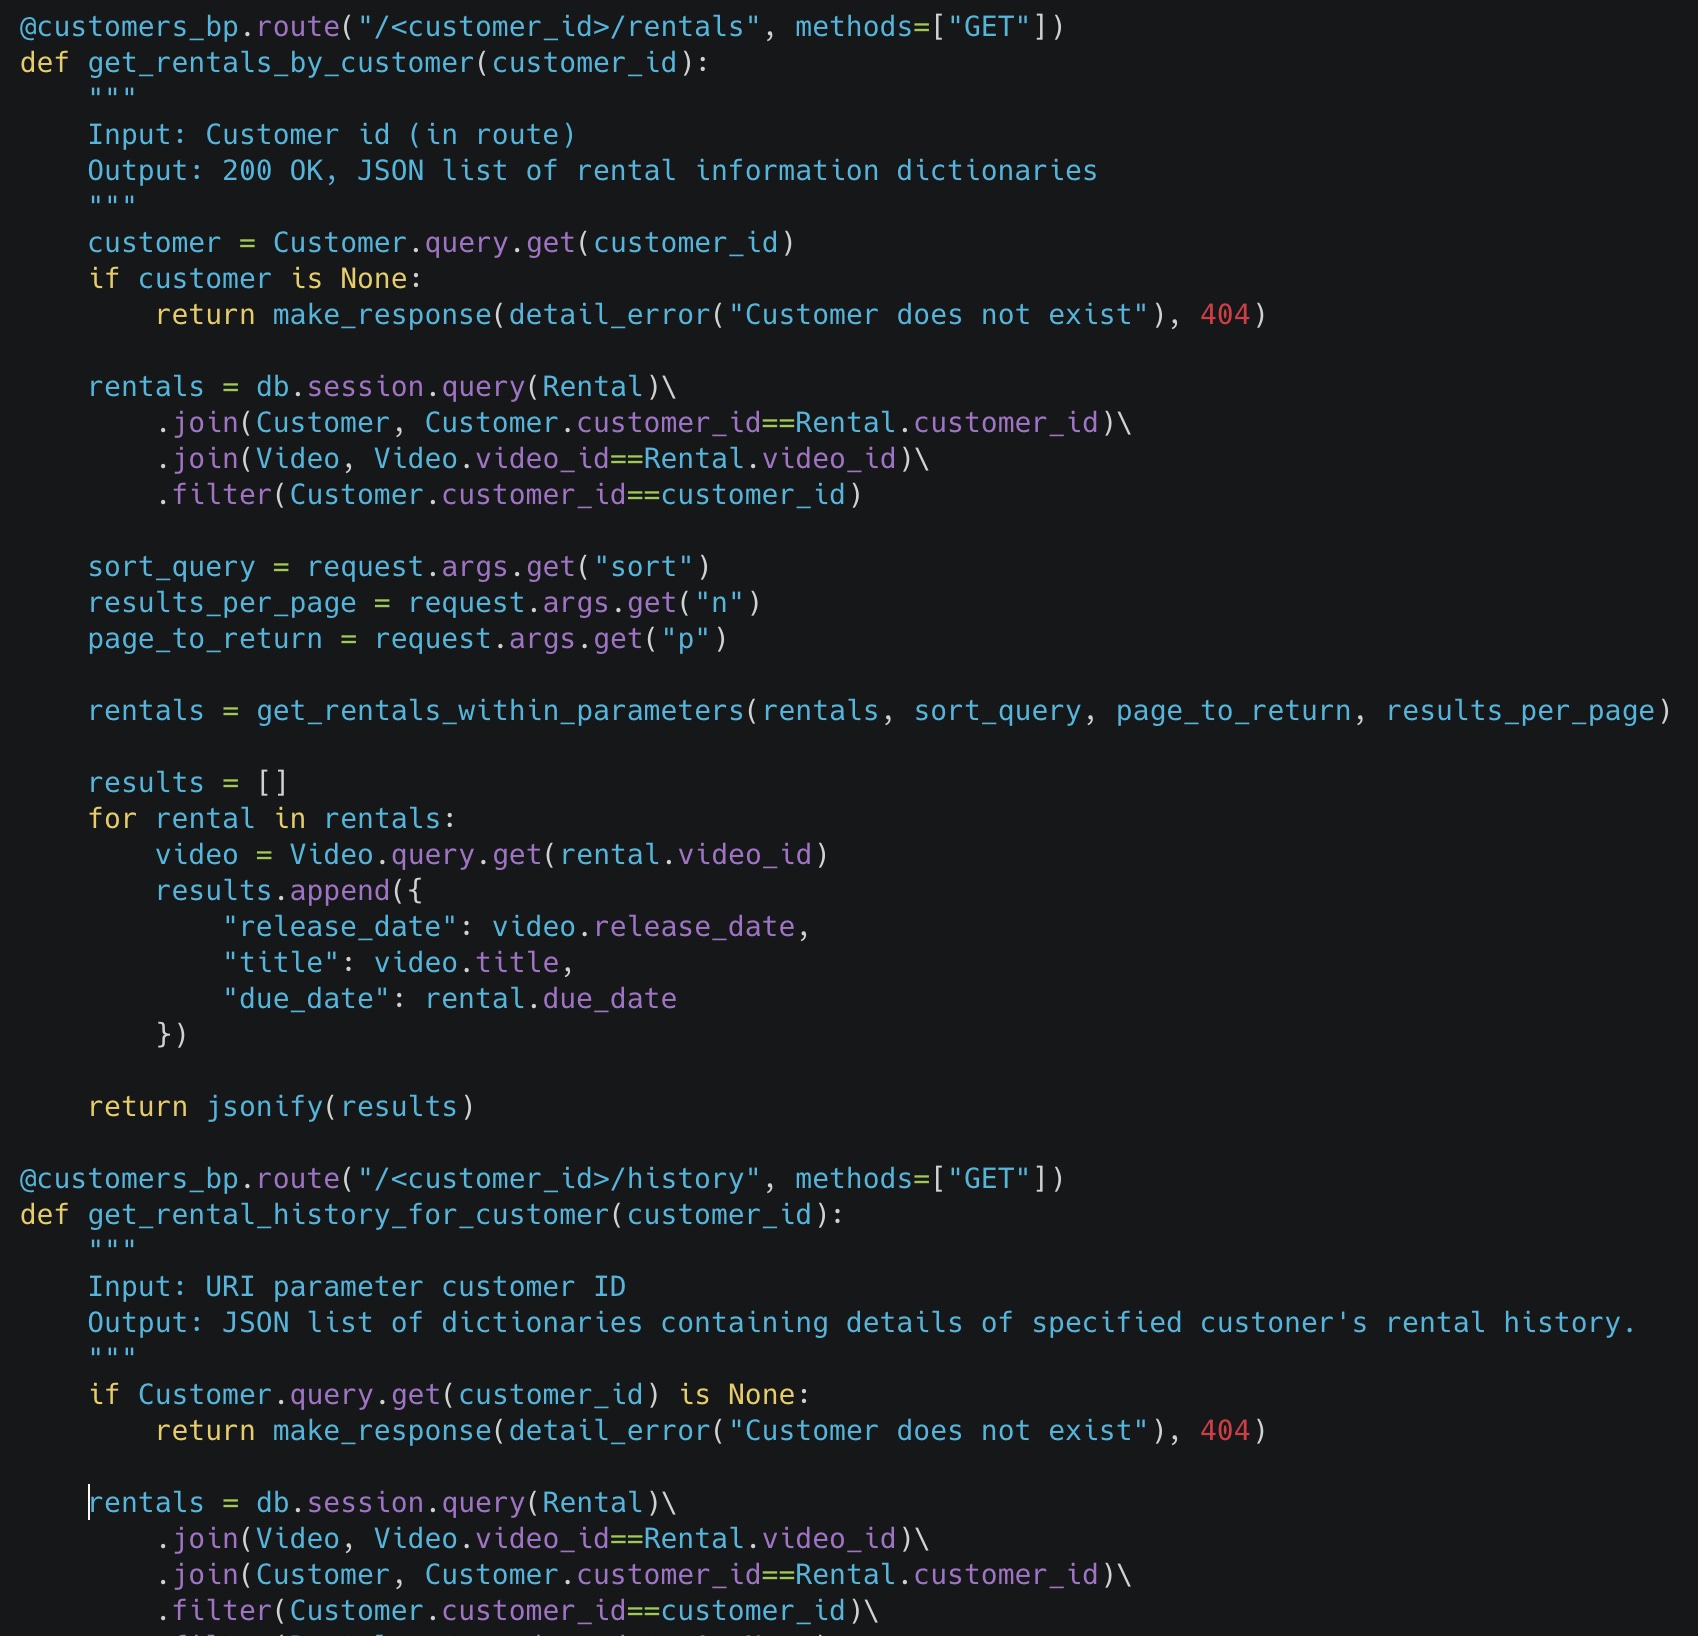 @customers_bp.route("/<customer_id>/rentals", methods=["GET"])
def get_rentals_by_customer(customer_id):
    """
    Input: Customer id (in route)
    Output: 200 OK, JSON list of rental information dictionaries
    """
    customer = Customer.query.get(customer_id)
    if customer is None:
        return make_response(detail_error("Customer does not exist"), 404)

    rentals = db.session.query(Rental)\
        .join(Customer, Customer.customer_id==Rental.customer_id)\
        .join(Video, Video.video_id==Rental.video_id)\
        .filter(Customer.customer_id==customer_id)

    sort_query = request.args.get("sort")
    results_per_page = request.args.get("n")
    page_to_return = request.args.get("p")

    rentals = get_rentals_within_parameters(rentals, sort_query, page_to_return, results_per_page)

    results = []
    for rental in rentals:
        video = Video.query.get(rental.video_id)
        results.append({
            "release_date": video.release_date,
            "title": video.title,
            "due_date": rental.due_date
        })

    return jsonify(results)

@customers_bp.route("/<customer_id>/history", methods=["GET"])
def get_rental_history_for_customer(customer_id):
    """
    Input: URI parameter customer ID
    Output: JSON list of dictionaries containing details of specified custoner's rental history.
    """
    if Customer.query.get(customer_id) is None:
        return make_response(detail_error("Customer does not exist"), 404)

    rentals = db.session.query(Rental)\
        .join(Video, Video.video_id==Rental.video_id)\
        .join(Customer, Customer.customer_id==Rental.customer_id)\
        .filter(Customer.customer_id==customer_id)\